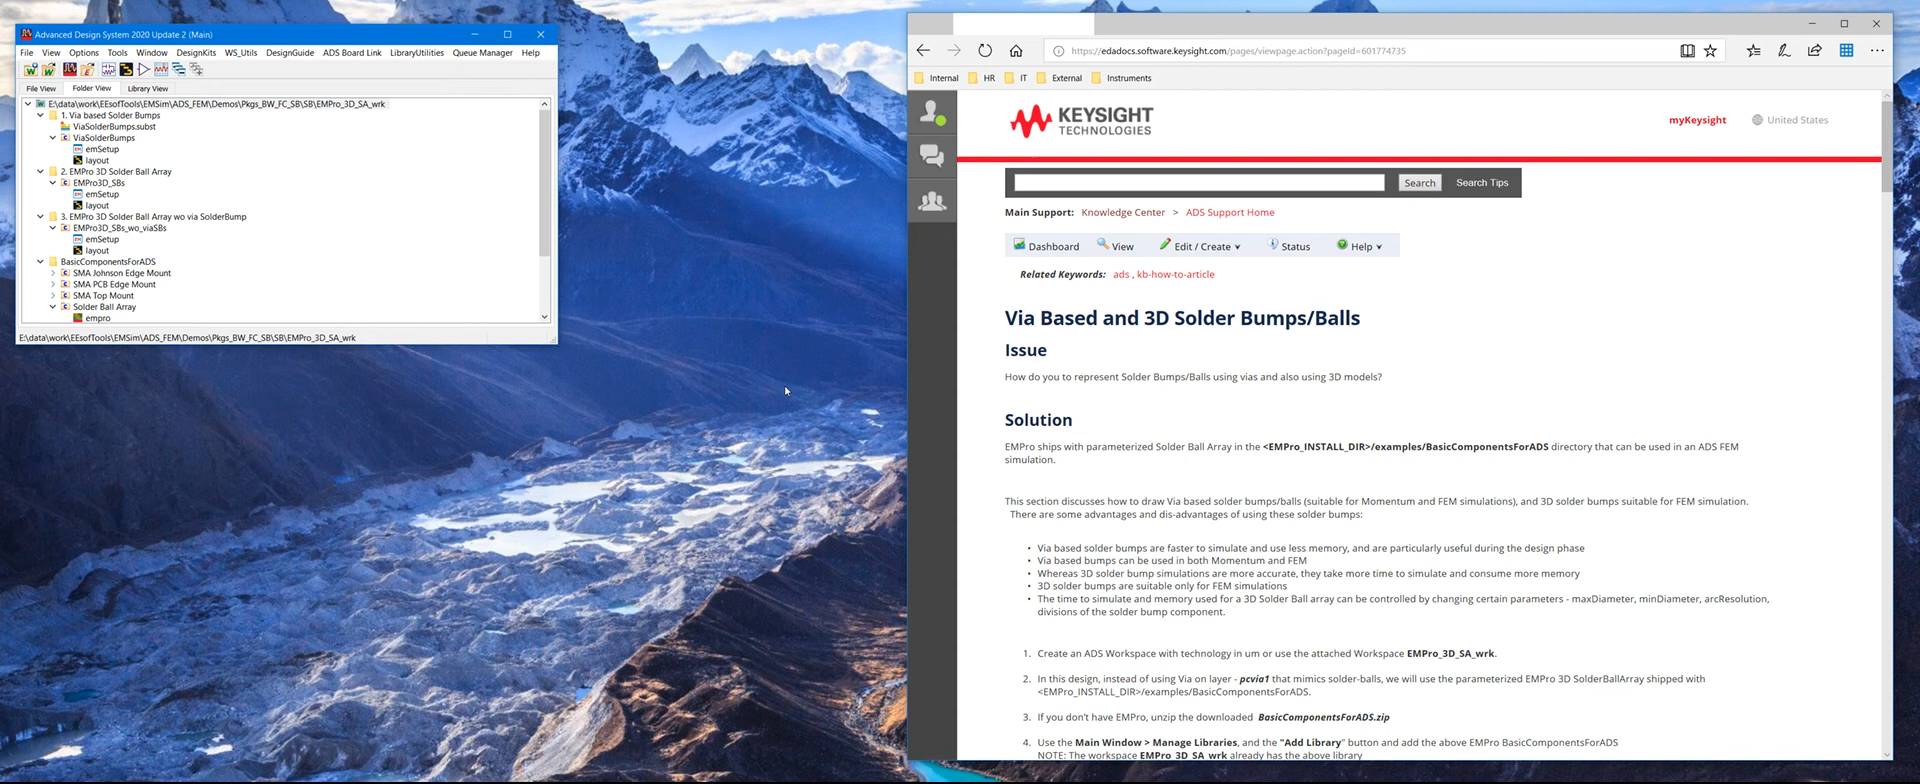 Advanced Design System 2020 Update 2 (Main)
File View Options Tools Window DesignKits WS_Utils DesignGuide ADS Board Link LibraryUtilities Queue Manager Help
File View Folder View Library View
E:\data\work\EEsofTools\EMSim\ADS_FEM\Demos\Pkgs_BW_FC_SB\SB\EMPro_3D_SA_wrk
1. Via based Solder Bumps
ViaSolderBumps.subst
ViaSolderBumps
emSetup
layout
2. EMPro 3D Solder Ball Array
EMPro3D_SBs
emSetup
layout
3. EMPro 3D Solder Ball Array wo via SolderBump
EMPro3D_SBs_wo_viaSBs
emSetup
layout
BasicComponentsForADS
SMA Johnson Edge Mount
SMA PCB Edge Mount
SMA Top Mount
Solder Ball Array
empro
E:\data\work\EEsofTools\EMSim\ADS_FEM\Demos\Pkgs_BW_FC_SB\SB\EMPro_3D_SA_wrk
https://edadocs.software.keysight.com/pages/viewpage.action?pageId=601774735
Internal HR IT External Instruments
KEYSIGHT
TECHNOLOGIES
myKeysight United States
Search Search Tips
Main Support: Knowledge Center > ADS Support Home
Dashboard View Edit / Create Status Help
Related Keywords: ads , kb-how-to-article
Via Based and 3D Solder Bumps/Balls
Issue
How do you to represent Solder Bumps/Balls using vias and also using 3D models?
Solution
EMPro ships with parameterized Solder Ball Array in the <EMPro_INSTALL_DIR>/examples/BasicComponentsForADS directory that can be used in an ADS FEM
simulation.
This section discusses how to draw Via based solder bumps/balls (suitable for Momentum and FEM simulations), and 3D solder bumps suitable for FEM simulation.
There are some advantages and dis-advantages of using these solder bumps:
• Via based solder bumps are faster to simulate and use less memory, and are particularly useful during the design phase
• Via based bumps can be used in both Momentum and FEM
• Whereas 3D solder bump simulations are more accurate, they take more time to simulate and consume more memory
• 3D solder bumps are suitable only for FEM simulations
• The time to simulate and memory used for a 3D Solder Ball array can be controlled by changing certain parameters - maxDiameter, minDiameter, arcResolution,
divisions of the solder bump component.
1. Create an ADS Workspace with technology in um or use the attached Workspace EMPro_3D_SA_wrk.
2. In this design, instead of using Via on layer - pcvia1 that mimics solder-balls, we will use the parameterized EMPro 3D SolderBallArray shipped with
<EMPro_INSTALL_DIR>/examples/BasicComponentsForADS.
3. If you don't have EMPro, unzip the downloaded BasicComponentsForADS.zip
4. Use the Main Window > Manage Libraries, and the "Add Library" button and add the above EMPro BasicComponentsForADS
NOTE: The workspace EMPro_3D_SA_wrk already has the above library